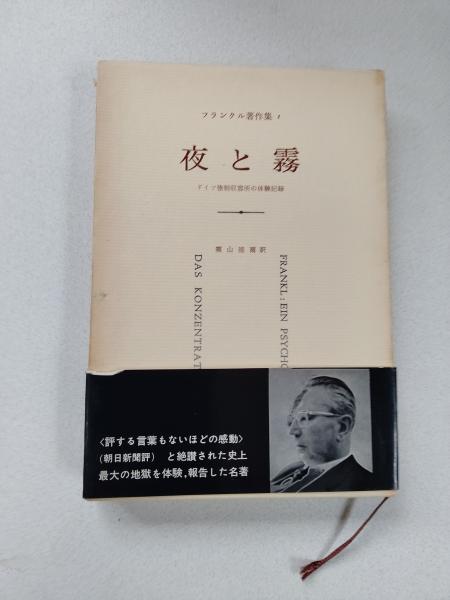 フランクル著作集 1
夜と霧
ドイツ強制収容所の体験記録
霜山徳爾訳
FRANKL: EIN PSYCHO
DAS KONZENTRAT
〈評する言葉もないほどの感動〉
(朝日新聞評) と絶讃された史上
最大の地獄を体験,報告した名著